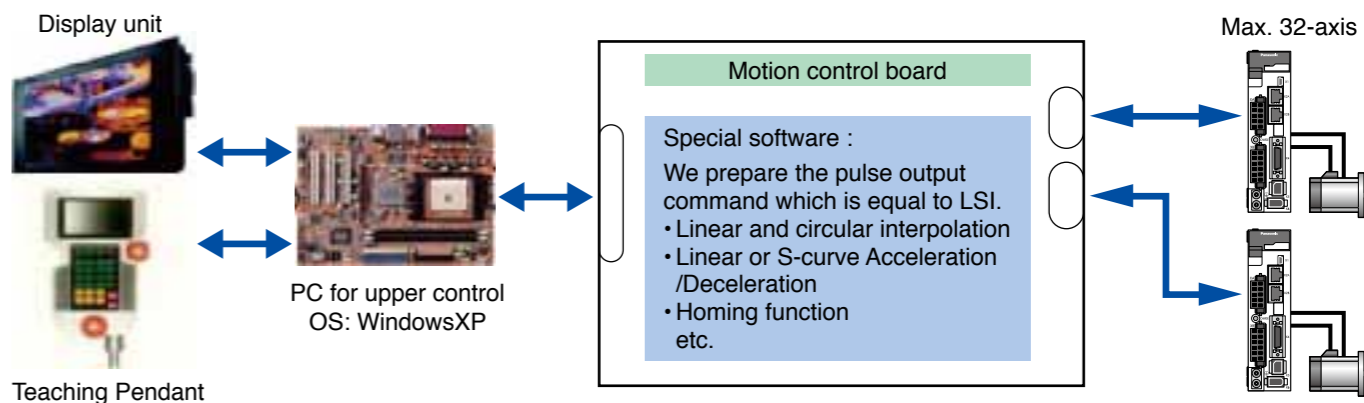 Display unit
Teaching Pendant
PC for upper control
OS: WindowsXP
Motion control board
Special software :
We prepare the pulse output
command which is equal to LSI.
・Linear and circular interpolation
・Linear or S-curve Acceleration
/Deceleration
・Homing function
etc.
Max. 32-axis
Panasonic
Panasonic